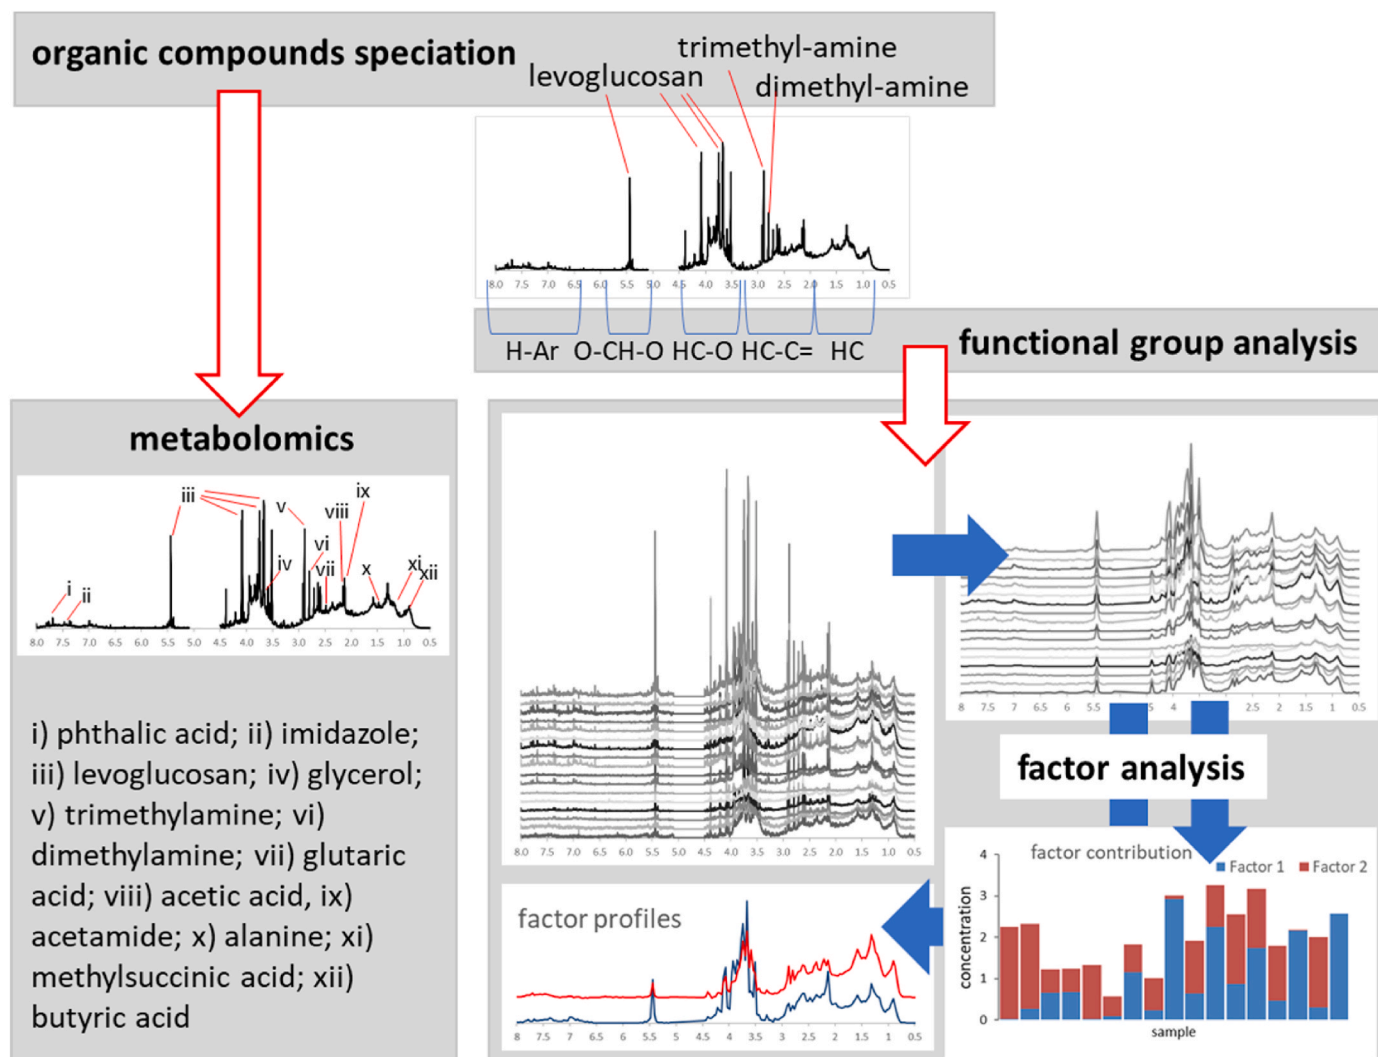 organic compounds speciation
trimethyl-amine
levoglucosan
dimethyl-amine
8.0 7.5 7.0 6.5 6.0 5.5 5.0 4.5 4.0 3.5 3.0 2.5 2.0 1.5 1.0 0.5
H-Ar O-CH-O HC-O HC-C= HC
functional group analysis
metabolomics
iii v viii ix
vi
i ii iv vii x xi xii
8.0 7.5 7.0 6.5 6.0 5.5 5.0 4.5 4.0 3.5 3.0 2.5 2.0 1.5 1.0 0.5
i) phthalic acid; ii) imidazole;
iii) levoglucosan; iv) glycerol;
v) trimethylamine; vi)
dimethylamine; vii) glutaric
acid; viii) acetic acid, ix)
acetamide; x) alanine; xi)
methylsuccinic acid; xii)
butyric acid
8.0 7.5 7.0 6.5 6.0 5.5 5.0 4.5 4.0 3.5 3.0 2.5 2.0 1.5 1.0 0.5
8 7.5 7 6.5 6 5.5 4 3.5 3 2.5 2 1.5 1 0.5
factor analysis
factor contribution
Factor 1 Factor 2
4
3
2
1
0
concentration
sample
factor profiles
8 7.5 7 6.5 6 5.5 5 4.5 4 3.5 3 2.5 2 1.5 1 0.5